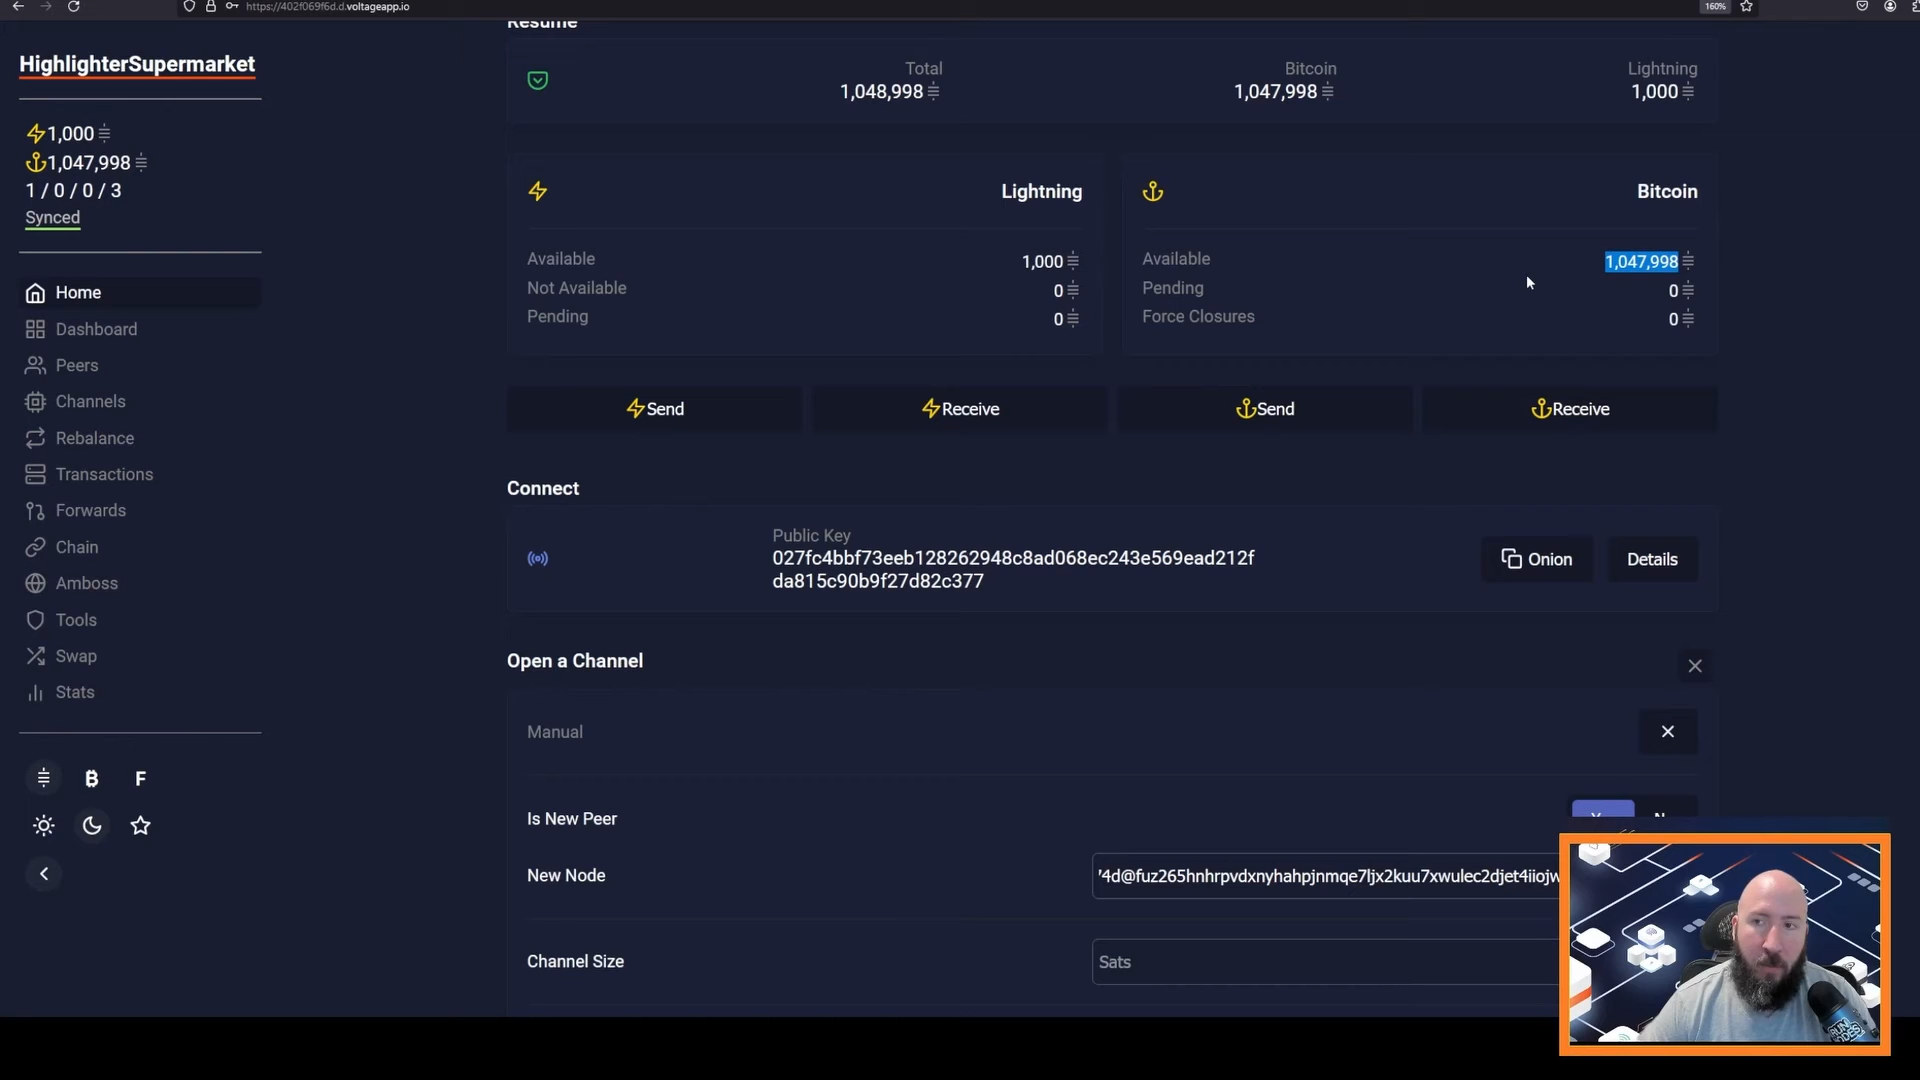 https://402f069f6d.d.voltageapp.io
160%
HighlighterSupermarket
1,000
1,047,998
1 / 0 / 0 / 3
Synced
Home
Dashboard
Peers
Channels
Rebalance
Transactions
Forwards
Chain
Amboss
Tools
Swap
Stats
F
Resume
Total
1,048,998
Bitcoin
1,047,998
Lightning
1,000
Lightning
Available 1,000
Not Available 0
Pending 0
Bitcoin
Available 1,047,998
Pending 0
Force Closures 0
Send
Receive
Send
Receive
Connect
Public Key
027fc4bbf73eeb128262948c8ad068ec243e569ead212f
da815c90b9f27d82c377
Onion
Details
Open a Channel
Manual
Is New Peer
New Node
4d@fuz265hnhrpvdxnyhahpjnmqe7ljx2kuu7xwulec2djet4iiojw
Channel Size
Sats